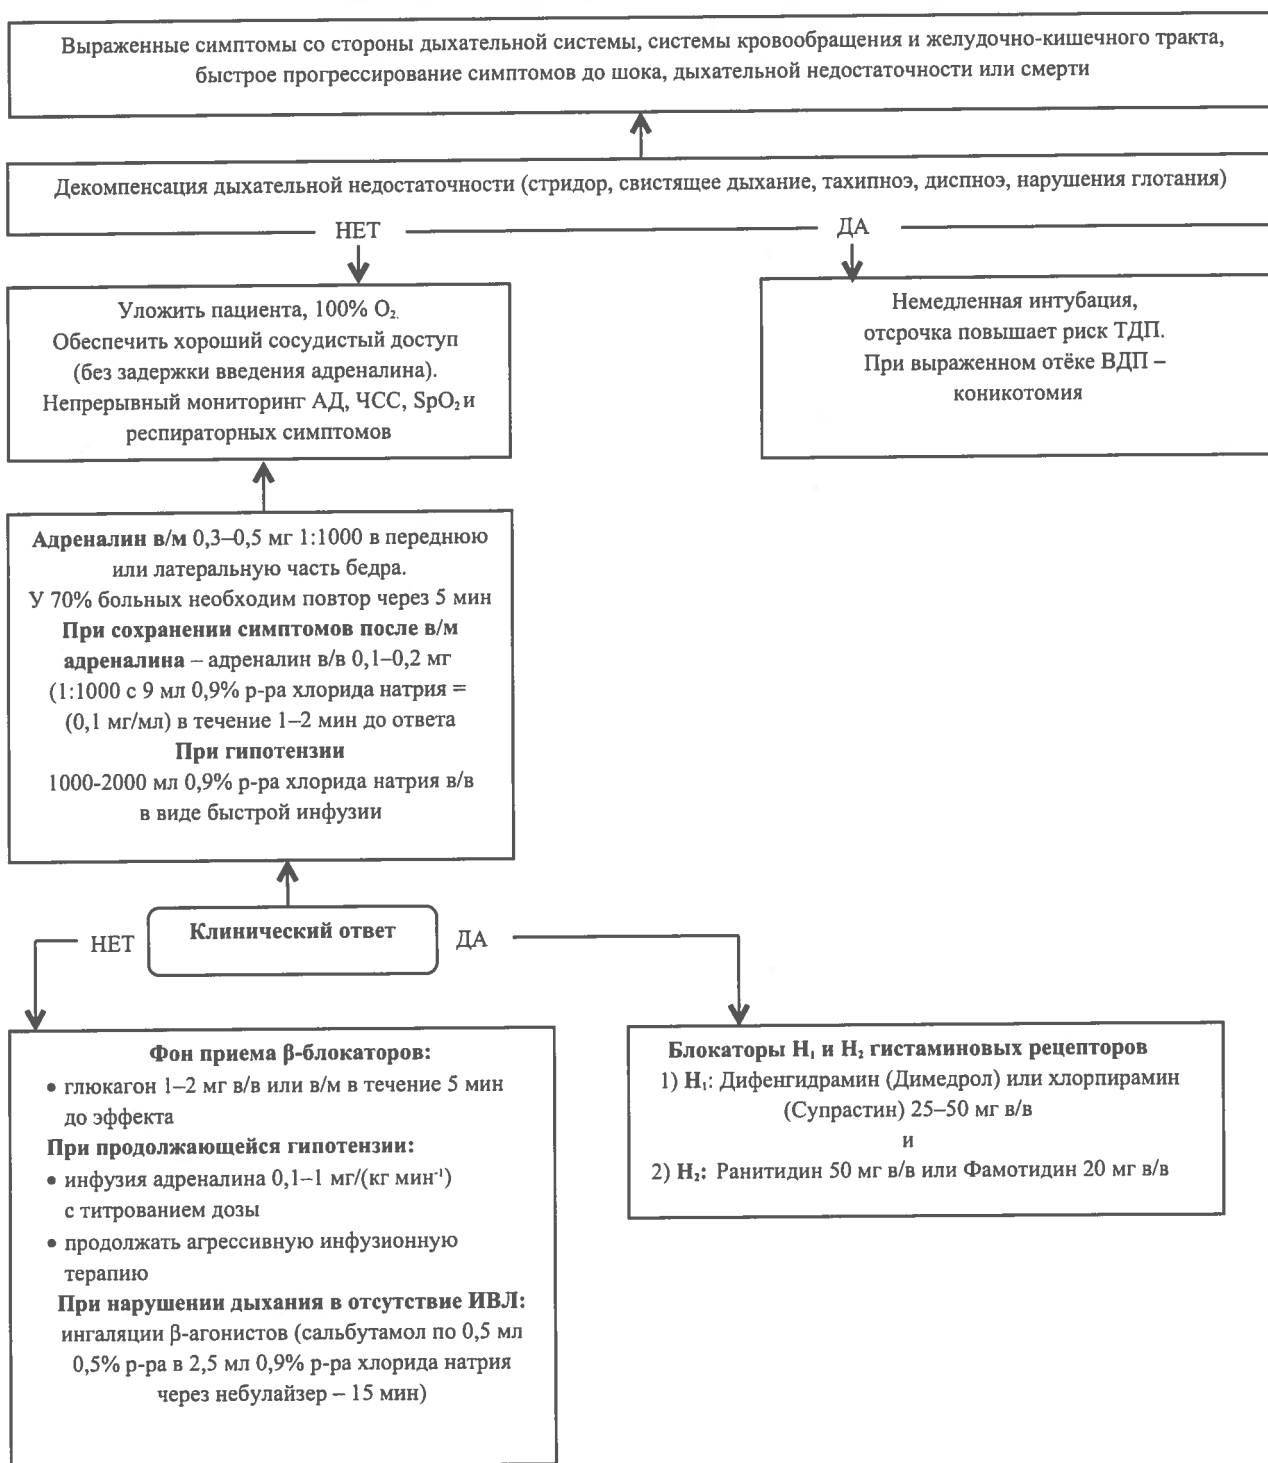 Выраженные симптомы со стороны дыхательной системы, системы кровообращения и желудочно-кишечного тракта,
быстрое прогрессирование симптомов до шока, дыхательной недостаточности или смерти
Декомпенсация дыхательной недостаточности (стридор, свистящее дыхание, тахипноэ, диспноэ, нарушения глотания)
НЕТ
ДА
Уложить пациента, 100% O₂.
Обеспечить хороший сосудистый доступ
(без задержки введения адреналина).
Непрерывный мониторинг АД, ЧСС, SpO₂ и
респираторных симптомов
Немедленная интубация,
отсрочка повышает риск ТДП.
При выраженном отёке ВДП –
коникотомия
Адреналин в/м 0,3–0,5 мг 1:1000 в переднюю
или латеральную часть бедра.
У 70% больных необходим повтор через 5 мин
При сохранении симптомов после в/м
адреналина – адреналин в/в 0,1–0,2 мг
(1:1000 с 9 мл 0,9% р-ра хлорида натрия =
(0,1 мг/мл) в течение 1–2 мин до ответа
При гипотензии
1000-2000 мл 0,9% р-ра хлорида натрия в/в
в виде быстрой инфузии
НЕТ
Клинический ответ
ДА
Фон приема β-блокаторов:
• глюкагон 1–2 мг в/в или в/м в течение 5 мин
до эффекта
При продолжающейся гипотензии:
• инфузия адреналина 0,1–1 мг/(кг мин⁻¹)
с титрованием дозы
• продолжать агрессивную инфузионную
терапию
При нарушении дыхания в отсутствие ИВЛ:
ингаляции β-агонистов (сальбутамол по 0,5 мл
0,5% р-ра в 2,5 мл 0,9% р-ра хлорида натрия
через небулайзер – 15 мин)
Блокаторы H₁ и H₂ гистаминовых рецепторов
1) H₁: Дифенгидрамин (Димедрол) или хлорпирамин
(Супрастин) 25–50 мг в/в
и
2) H₂: Ранитидин 50 мг в/в или Фамотидин 20 мг в/в